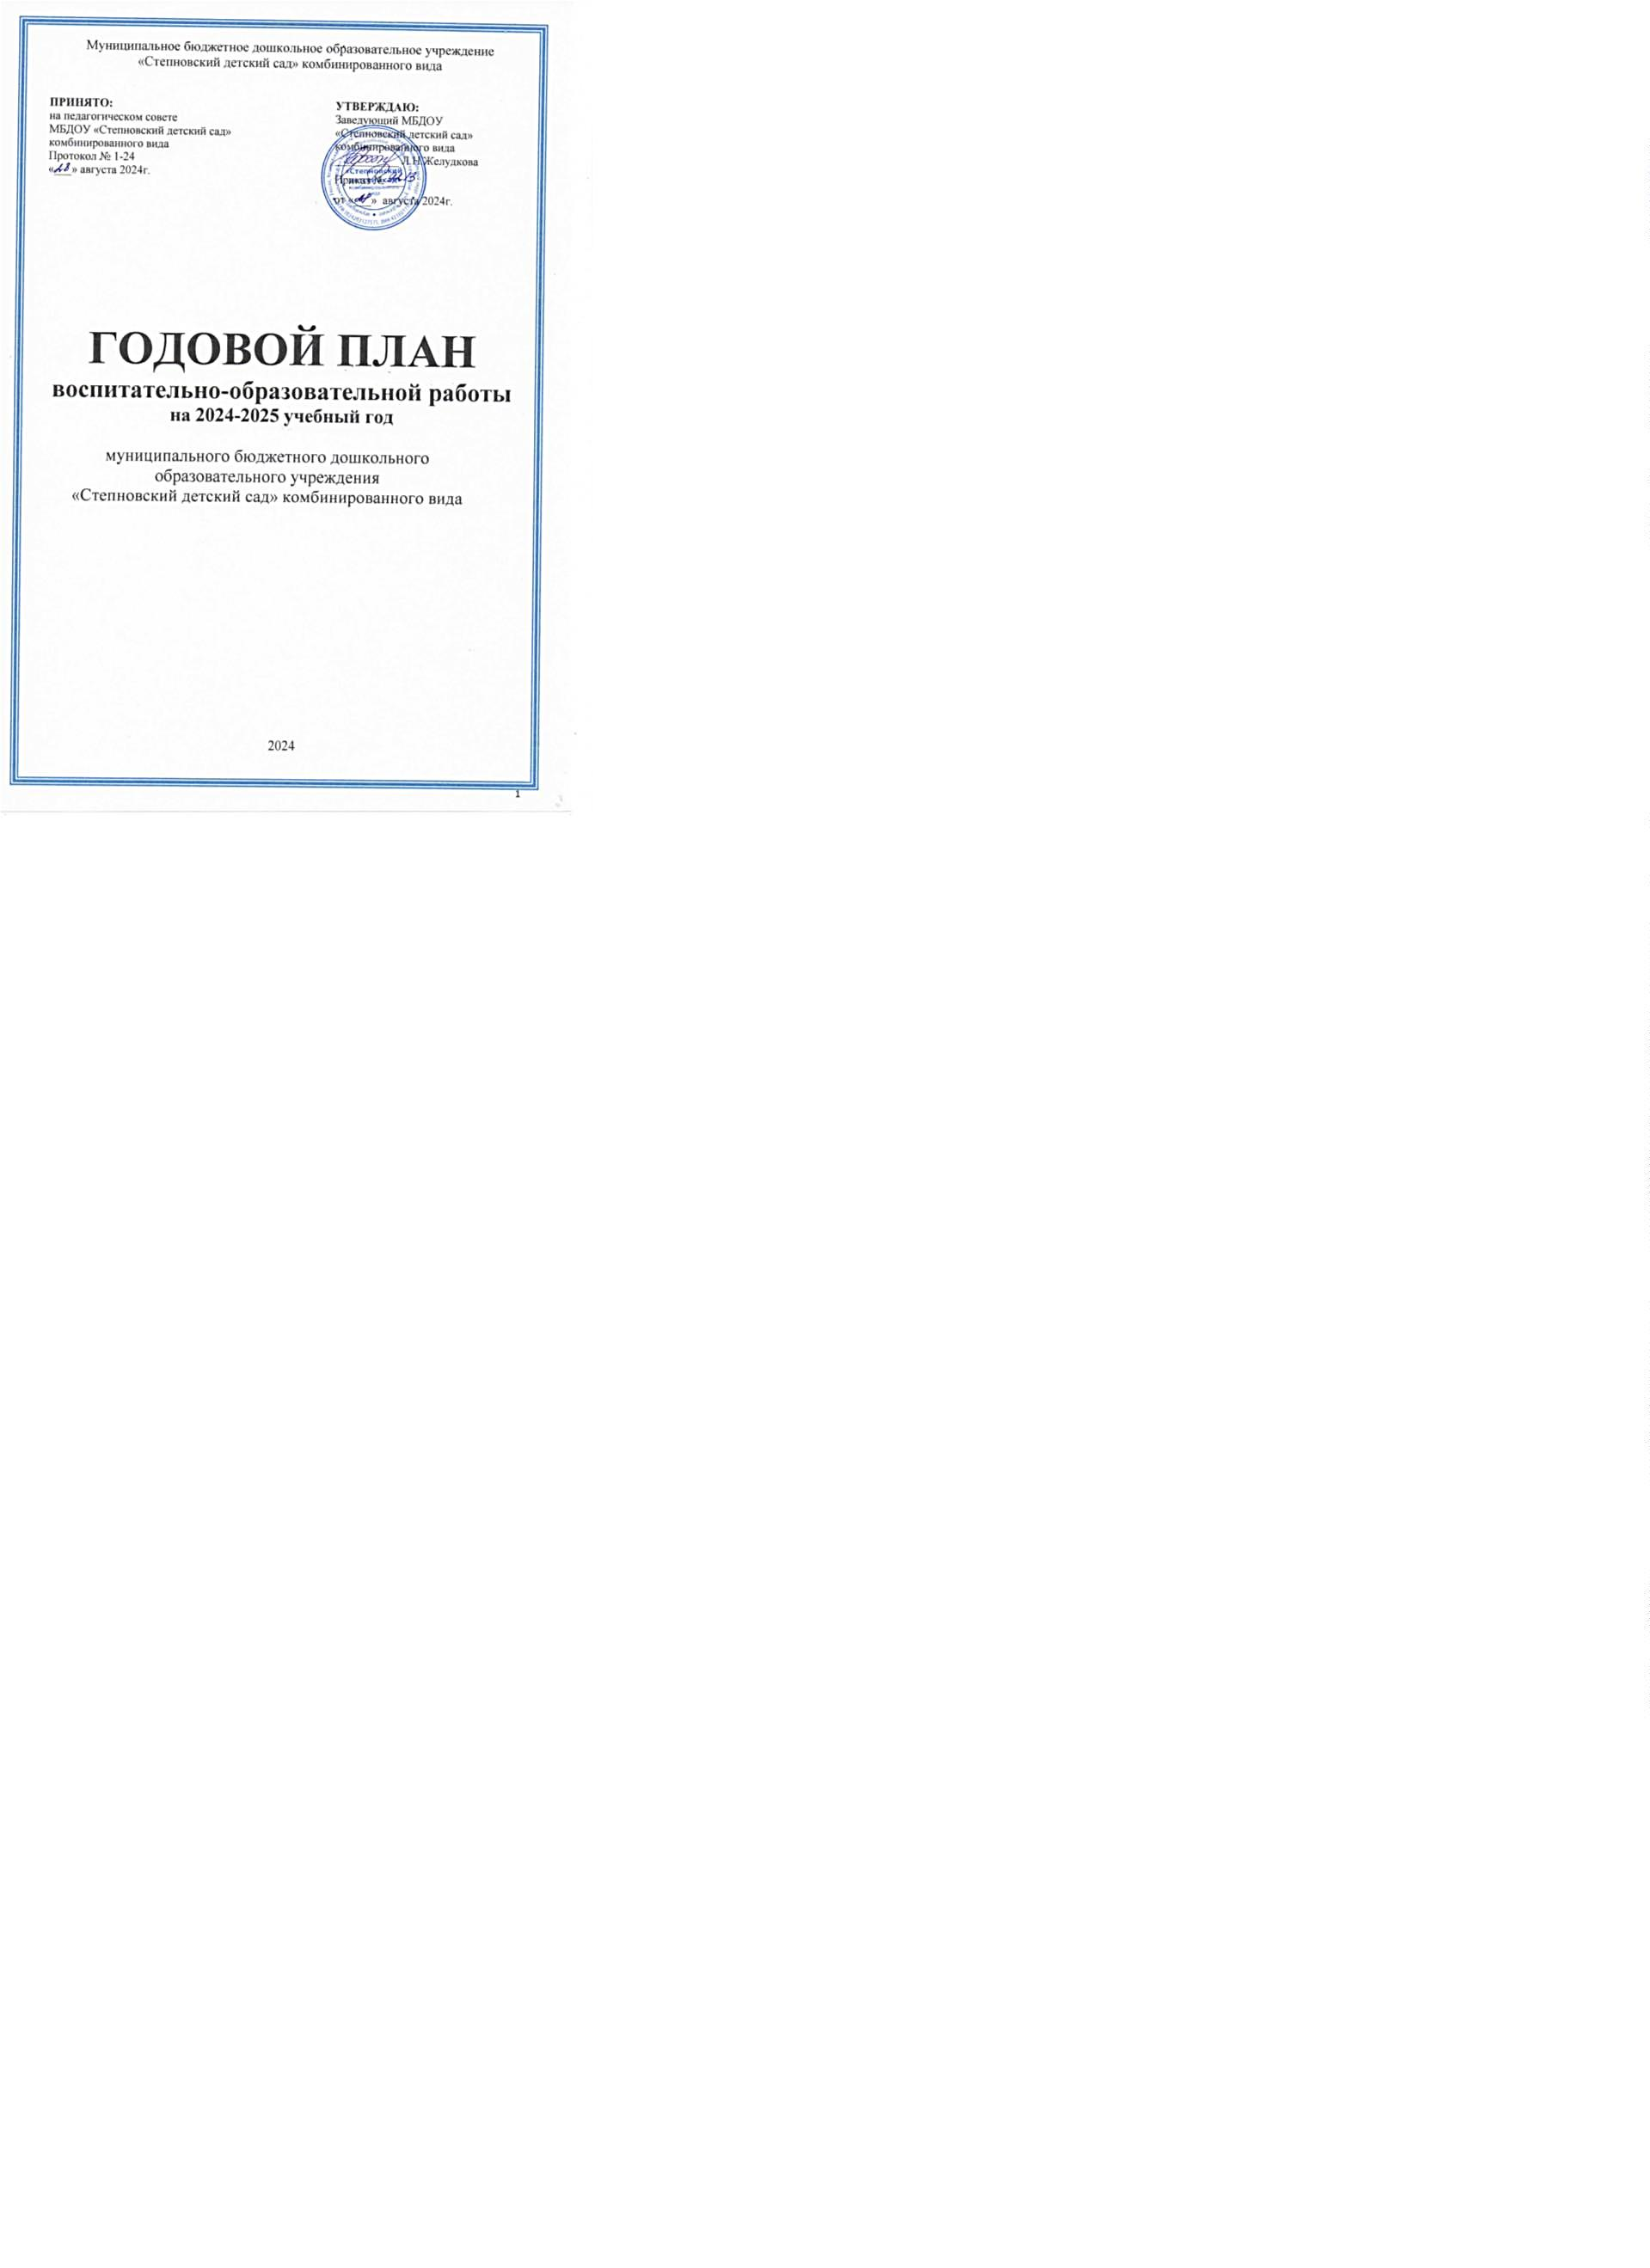 Муниципальное бюджетное дошкольное образовательное учреждение
«Степновский детский сад» комбинированного вида
ПРИНЯТО:
на педагогическом совете
МБДОУ «Степновский детский сад»
комбинированного вида
Протокол № 1-24
«28» августа 2024г.
УТВЕРЖДАЮ:
Заведующий МБДОУ
«Степновский детский сад»
комбинированного вида
Л.Н.Желудкова
Приказ №
от « » августа 2024г.
«Степновский
ГОДОВОЙ ПЛАН
воспитательно-образовательной работы
на 2024-2025 учебный год
муниципального бюджетного дошкольного
образовательного учреждения
«Степновский детский сад» комбинированного вида
2024
1